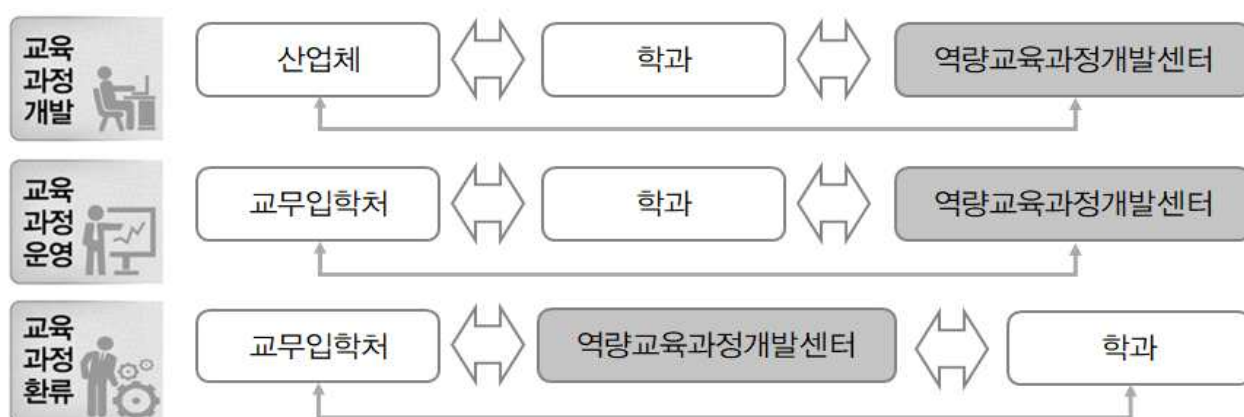 교육
과정
개발
산업체
학과
역량교육과정개발센터
교육
과정
운영
교무입학처
학과
역량교육과정개발센터
교육
과정
환류
교무입학처
역량교육과정개발센터
학과